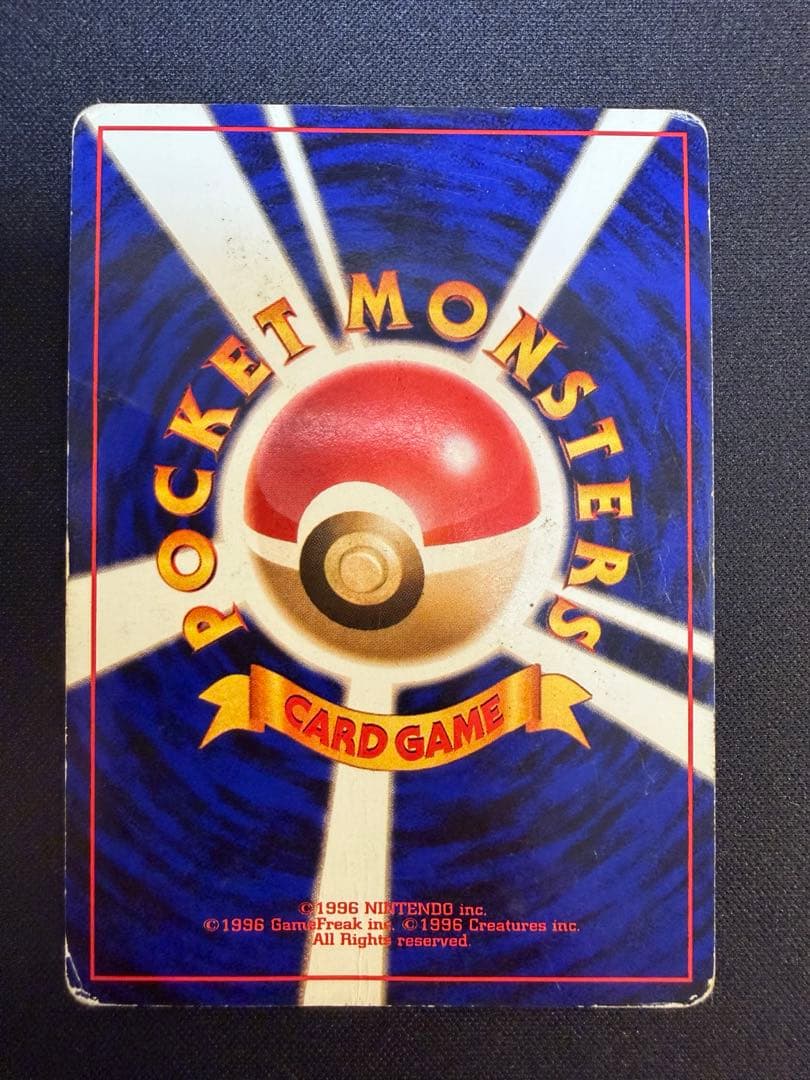 POCKET MONSTERS
CARD GAME
©1996 NINTENDO inc.
©1996 GameFreak inc. ©1996 Creatures inc.
All Rights reserved.